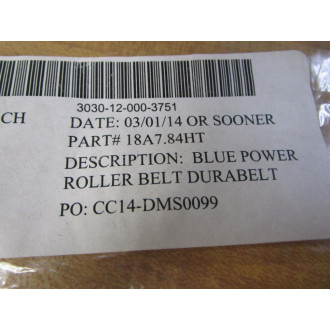 3030-12-000-3751
CH
DATE: 03/01/14 OR SOONER
PART# 18A7.84HT
DESCRIPTION: BLUE POWER
ROLLER BELT DURABELT
PO: CC14-DMS0099